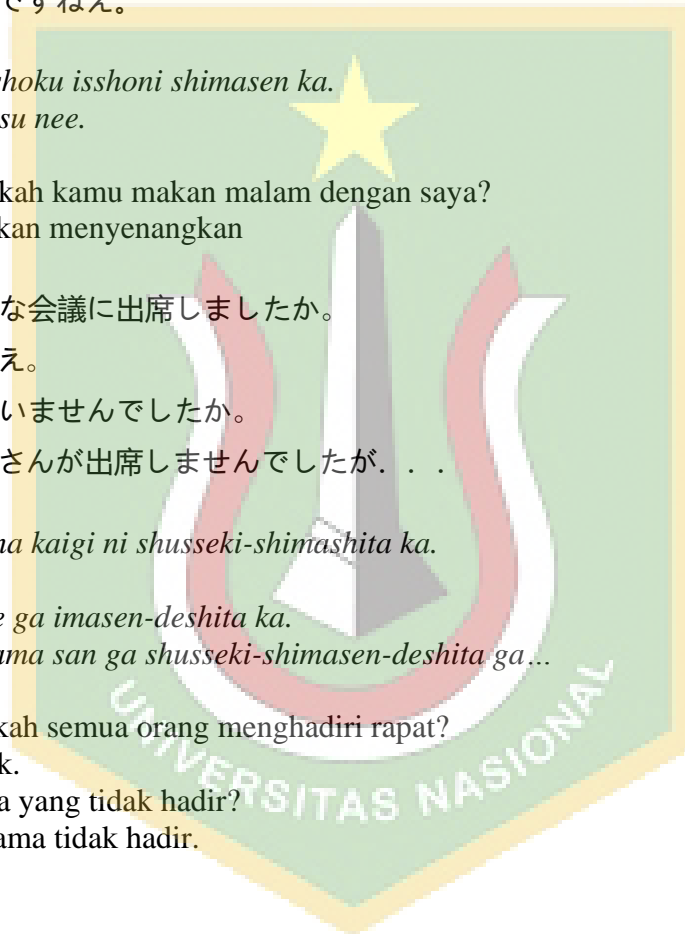 ですねえ。
hoku isshoni shimasen ka.
su nee.
kah kamu makan malam dengan saya?
kan menyenangkan
な会議に出席しましたか。
え。
いませんでしたか。
さんが出席しませんでしたが．．．
na kaigi ni shusseki-shimashita ka.
e ga imasen-deshita ka.
ama san ga shusseki-shimasen-deshita ga…
kah semua orang menghadiri rapat?
k.
a yang tidak hadir?
ama tidak hadir.
UNIVERSITAS NASIONAL